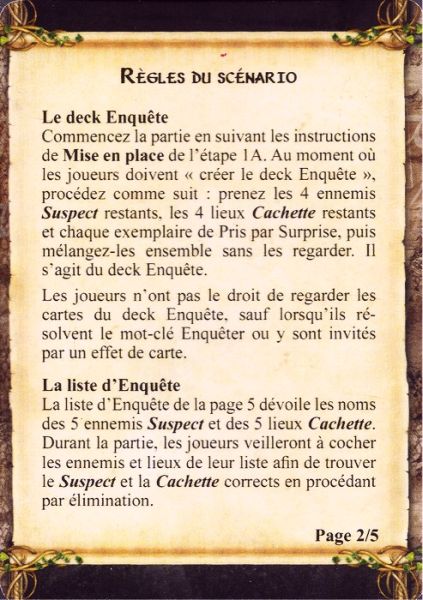 RÈGLES DU SCÉNARIO
Le deck Enquête
Commencez la partie en suivant les instructions
de Mise en place de l'étape 1A. Au moment où
les joueurs doivent « créer le deck Enquête »,
procédez comme suit : prenez les 4 ennemis
Suspect restants, les 4 lieux Cachette restants
et chaque exemplaire de Pris par Surprise, puis
mélangez-les ensemble sans les regarder. Il
s'agit du deck Enquête.
Les joueurs n'ont pas le droit de regarder les
cartes du deck Enquête, sauf lorsqu'ils ré-
solvent le mot-clé Enquêter ou y sont invités
par un effet de carte.
La liste d'Enquête
La liste d'Enquête de la page 5 dévoile les noms
des 5 ennemis Suspect et des 5 lieux Cachette.
Durant la partie, les joueurs veilleront à cocher
les ennemis et lieux de leur liste afin de trouver
le Suspect et la Cachette corrects en procédant
par élimination.
Page 2/5